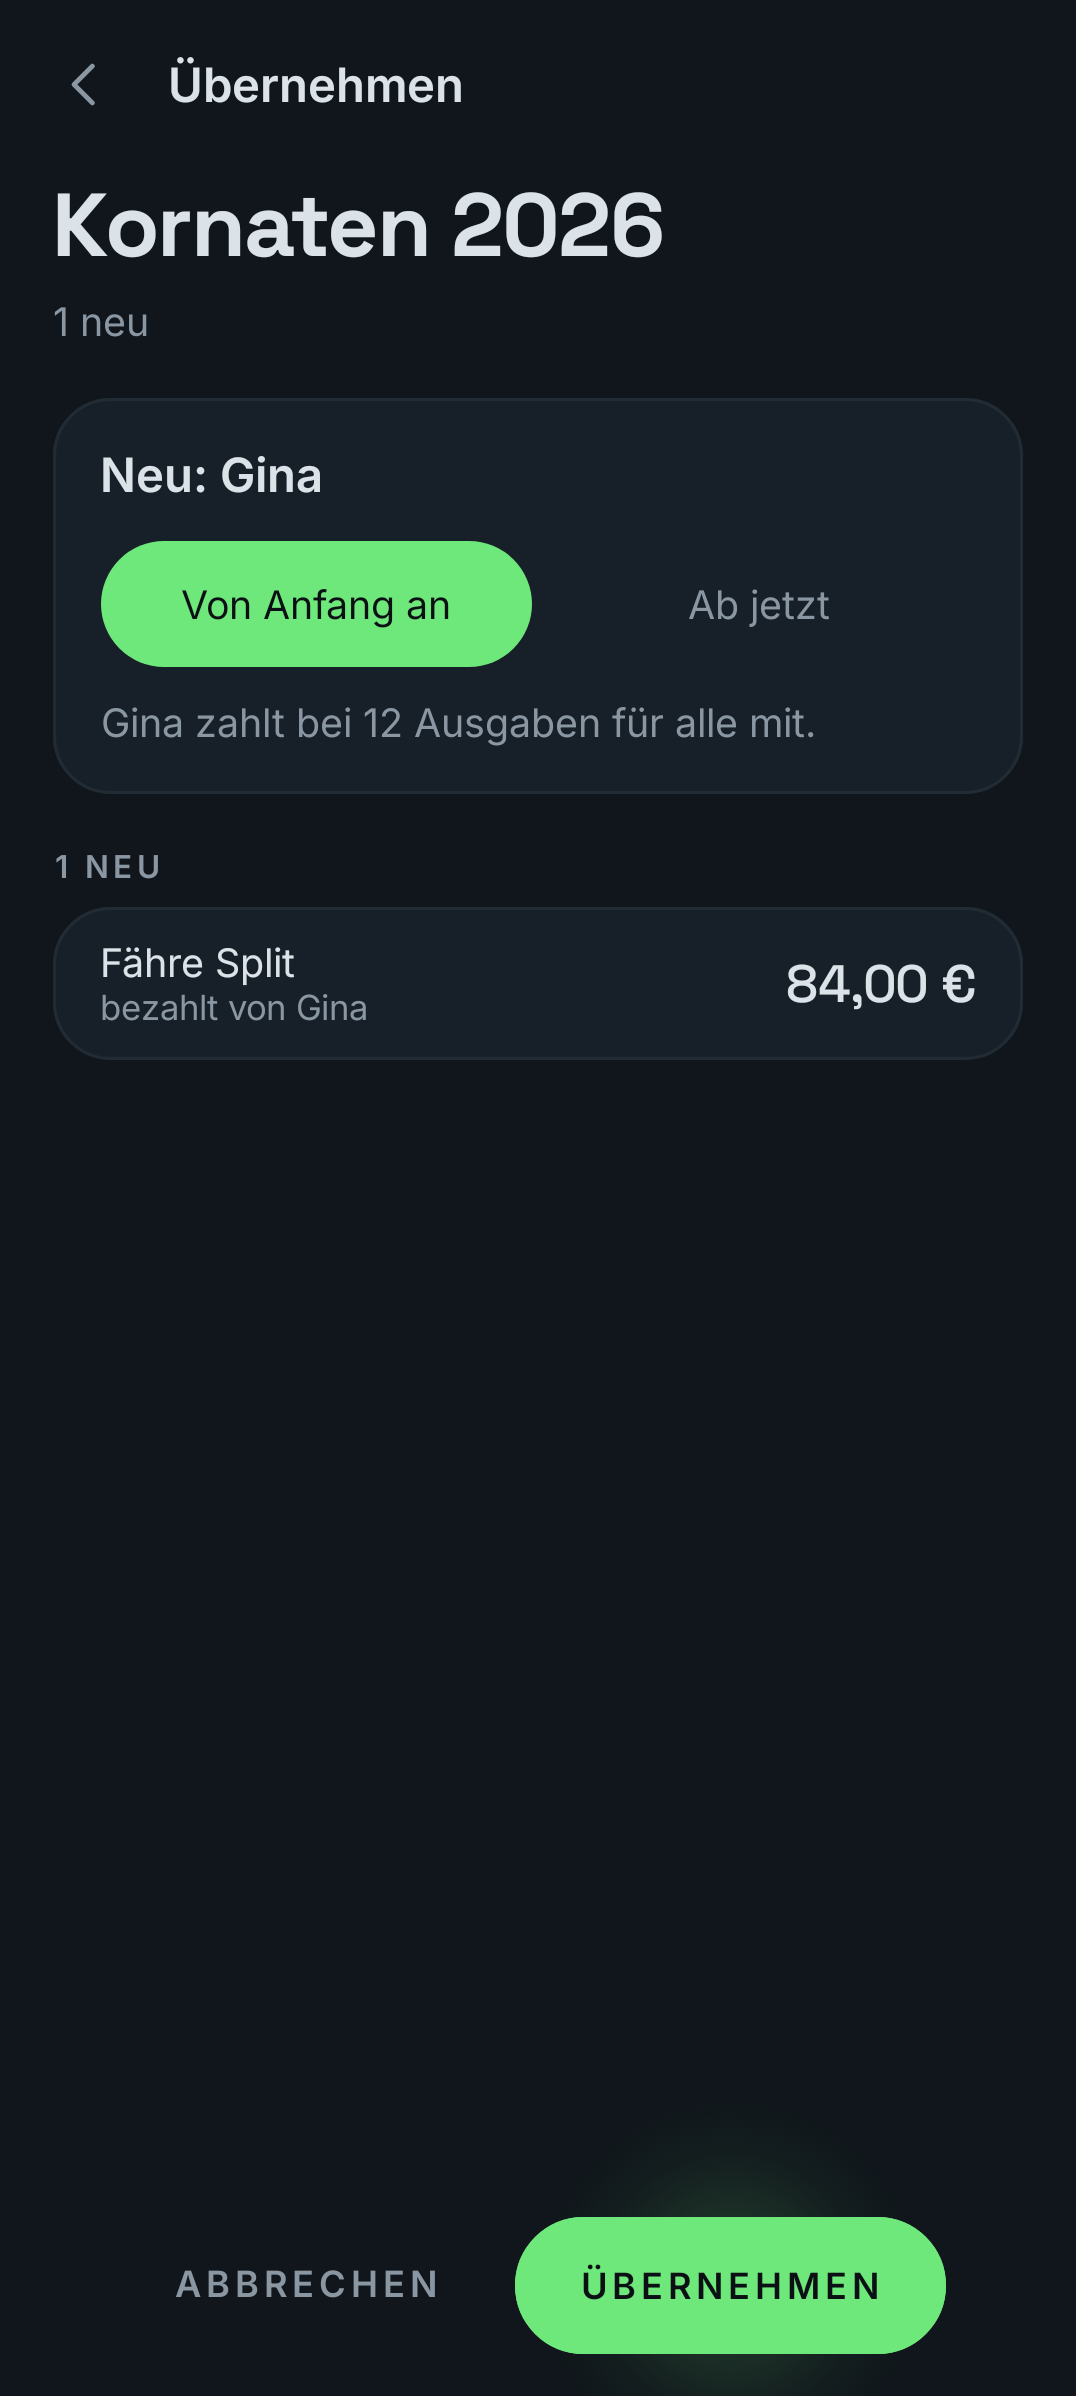 Übernehmen
Kornaten 2026
1 neu
Neu: Gina
Von Anfang an
Ab jetzt
Gina zahlt bei 12 Ausgaben für alle mit.
1 NEU
Fähre Split
bezahlt von Gina
84,00 €
ABBRECHEN
ÜBERNEHMEN